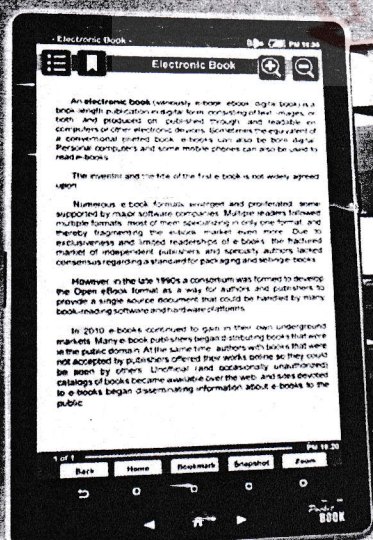 - Electronic Book -
PM 18:20
Electronic Book
An electronic book (variously e-book, ebook, digital book) is a
book-length publication in digital form, consisting of text, images, or
both, and produced on, published through, and readable on
computers or other electronic devices. Sometimes the equivalent of
a conventional printed book, e-books can also be born digital.
Personal computers and some mobile phones can also be used to
read e-books.
The inventor and the title of the first e-book is not widely agreed
upon.
Numerous e-book formats emerged and proliferated, some
supported by major software companies. Multiple readers followed
multiple formats, most of them specializing in only one format, and
thereby fragmenting the e-book market even more. Due to
exclusiveness and limited readerships of e-books, the fractured
market of independent publishers and specialty authors lacked
consensus regarding a standard for packaging and selling e-books.
However, in the late 1990s a consortium was formed to develop
the Open eBook format as a way for authors and publishers to
provide a single source document that could be handled by many
book-reading software and hardware platforms.
In 2010 e-books continued to gain in their own underground
markets. Many e-book publishers began distributing books that were
in the public domain. At the same time, authors with books that were
not accepted by publishers offered their works online so they could
be seen by others. Unofficial (and occasionally unauthorized)
catalogs of books became available over the web, and sites devoted
to e-books began disseminating information about e-books to the
public.
1 of 1
PM 18:20
Back Home Bookmark Snapshot Zoom
Pocket
BOOK